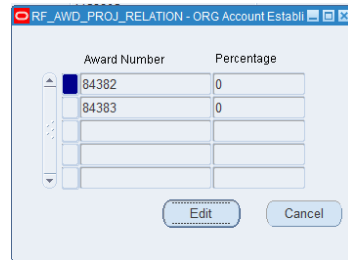 RF_AWD_PROJ_RELATION - ORG Account Establi
Award Number Percentage
84382 0
84383 0
Edit Cancel